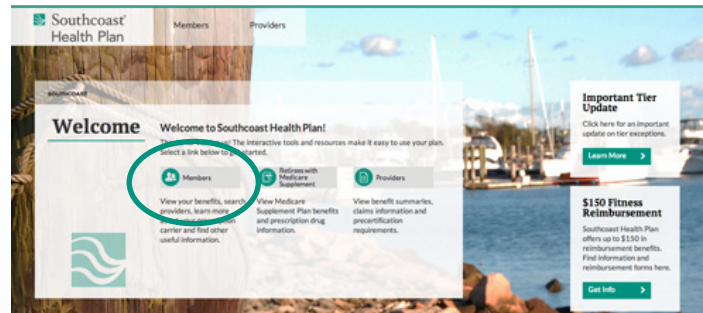 Southcoast®
Health Plan
Members
Providers
SOUTHCOAST
Welcome
Welcome to Southcoast Health Plan!
The interactive tools and resources make it easy to use your plan.
Select a link below to get started.
Members
View your benefits, search
providers, learn more
carrier and find other
useful information.
Retirees with
Medicare
Supplement
View Medicare
Supplement Plan benefits
and prescription drug
information.
Providers
View benefit summaries,
claims information and
precertification
requirements.
Important Tier
Update
Click here for an important
update on tier exceptions.
Learn More >
$150 Fitness
Reimbursement
Southcoast Health Plan
offers up to $150 in
reimbursement benefits.
Find information and
reimbursement forms here.
Get Info >